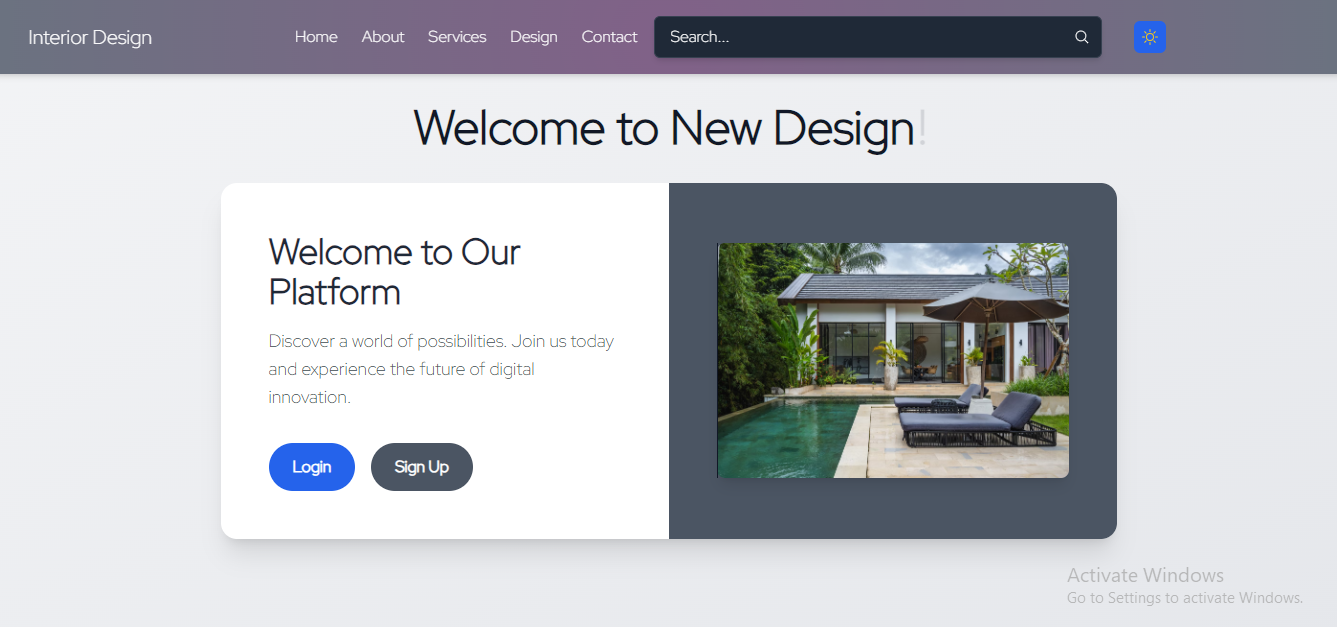 Interior Design
Home About Services Design Contact Search...
Welcome to New Design!
Welcome to Our
Platform
Discover a world of possibilities. Join us today
and experience the future of digital
innovation.
Login Sign Up
Activate Windows
Go to Settings to activate Windows.